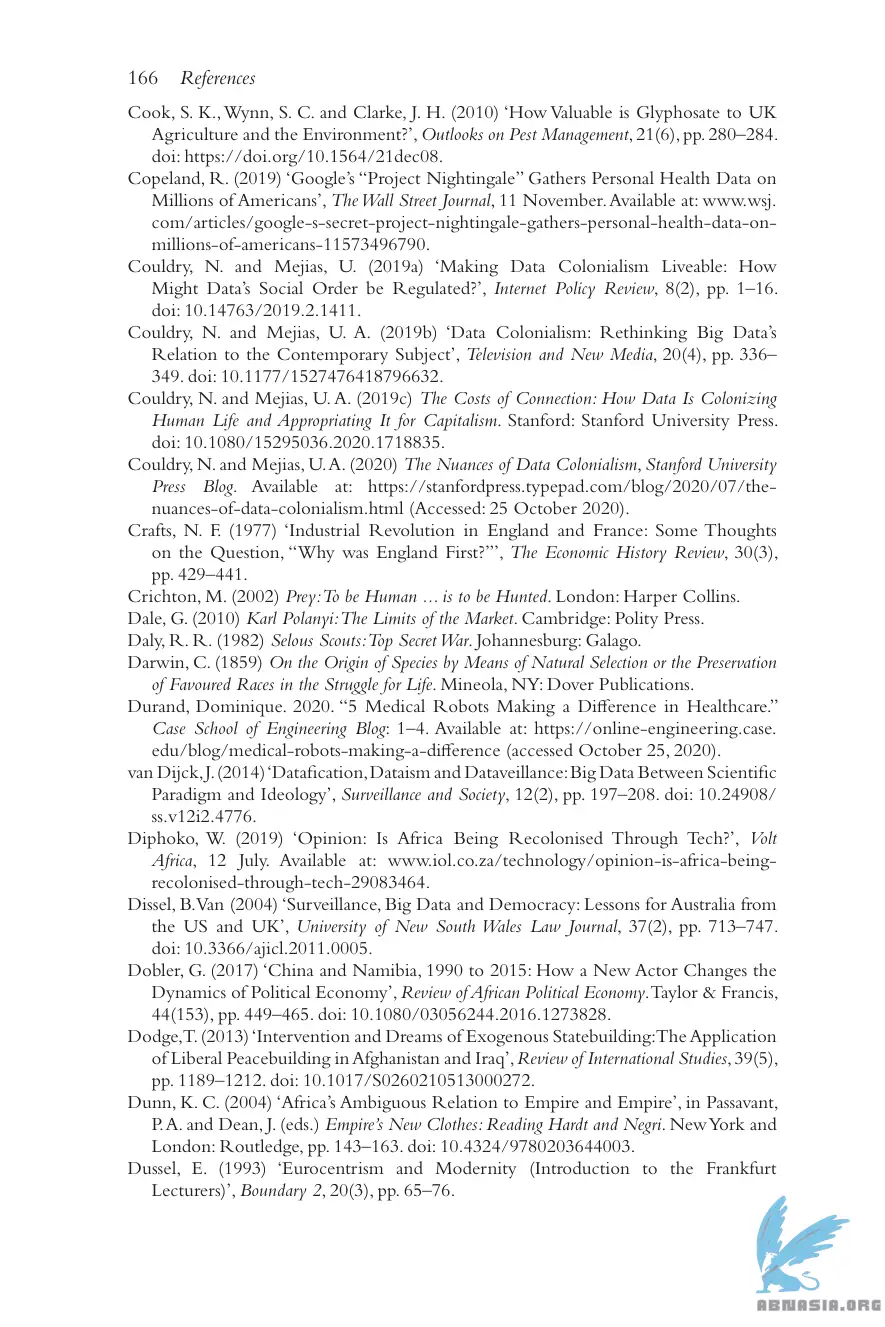 166 References
Cook, S. K., Wynn, S. C. and Clarke, J. H. (2010) ‘How Valuable is Glyphosate to UK
Agriculture and the Environment?’, Outlooks on Pest Management, 21(6), pp. 280–284.
doi: https://doi.org/10.1564/21dec08.
Copeland, R. (2019) ‘Google’s “Project Nightingale” Gathers Personal Health Data on
Millions of Americans’, The Wall Street Journal, 11 November. Available at: www.wsj.
com/articles/google-s-secret-project-nightingale-gathers-personal-health-data-on-
millions-of-americans-11573496790.
Couldry, N. and Mejias, U. (2019a) ‘Making Data Colonialism Liveable: How
Might Data’s Social Order be Regulated?’, Internet Policy Review, 8(2), pp. 1–16.
doi: 10.14763/2019.2.1411.
Couldry, N. and Mejias, U. A. (2019b) ‘Data Colonialism: Rethinking Big Data’s
Relation to the Contemporary Subject’, Television and New Media, 20(4), pp. 336–
349. doi: 10.1177/1527476418796632.
Couldry, N. and Mejias, U. A. (2019c) The Costs of Connection: How Data Is Colonizing
Human Life and Appropriating It for Capitalism. Stanford: Stanford University Press.
doi: 10.1080/15295036.2020.1718835.
Couldry, N. and Mejias, U. A. (2020) The Nuances of Data Colonialism, Stanford University
Press Blog. Available at: https://stanfordpress.typepad.com/blog/2020/07/the-
nuances-of-data-colonialism.html (Accessed: 25 October 2020).
Crafts, N. F. (1977) ‘Industrial Revolution in England and France: Some Thoughts
on the Question, “Why was England First?”’, The Economic History Review, 30(3),
pp. 429–441.
Crichton, M. (2002) Prey: To be Human … is to be Hunted. London: Harper Collins.
Dale, G. (2010) Karl Polanyi: The Limits of the Market. Cambridge: Polity Press.
Daly, R. R. (1982) Selous Scouts: Top Secret War. Johannesburg: Galago.
Darwin, C. (1859) On the Origin of Species by Means of Natural Selection or the Preservation
of Favoured Races in the Struggle for Life. Mineola, NY: Dover Publications.
Durand, Dominique. 2020. “5 Medical Robots Making a Difference in Healthcare.”
Case School of Engineering Blog: 1–4. Available at: https://online-engineering.case.
edu/blog/medical-robots-making-a-difference (accessed October 25, 2020).
van Dijck, J. (2014) ‘Datafication, Dataism and Dataveillance: Big Data Between Scientific
Paradigm and Ideology’, Surveillance and Society, 12(2), pp. 197–208. doi: 10.24908/
ss.v12i2.4776.
Diphoko, W. (2019) ‘Opinion: Is Africa Being Recolonised Through Tech?’, Volt
Africa, 12 July. Available at: www.iol.co.za/technology/opinion-is-africa-being-
recolonised-through-tech-29083464.
Dissel, B. Van (2004) ‘Surveillance, Big Data and Democracy: Lessons for Australia from
the US and UK’, University of New South Wales Law Journal, 37(2), pp. 713–747.
doi: 10.3366/ajicl.2011.0005.
Dobler, G. (2017) ‘China and Namibia, 1990 to 2015: How a New Actor Changes the
Dynamics of Political Economy’, Review of African Political Economy. Taylor & Francis,
44(153), pp. 449–465. doi: 10.1080/03056244.2016.1273828.
Dodge, T. (2013) ‘Intervention and Dreams of Exogenous Statebuilding: The Application
of Liberal Peacebuilding in Afghanistan and Iraq’, Review of International Studies, 39(5),
pp. 1189–1212. doi: 10.1017/S0260210513000272.
Dunn, K. C. (2004) ‘Africa’s Ambiguous Relation to Empire and Empire’, in Passavant,
P. A. and Dean, J. (eds.) Empire’s New Clothes: Reading Hardt and Negri. New York and
London: Routledge, pp. 143–163. doi: 10.4324/9780203644003.
Dussel, E. (1993) ‘Eurocentrism and Modernity (Introduction to the Frankfurt
Lecturers)’, Boundary 2, 20(3), pp. 65–76.
ABNASIA.ORG